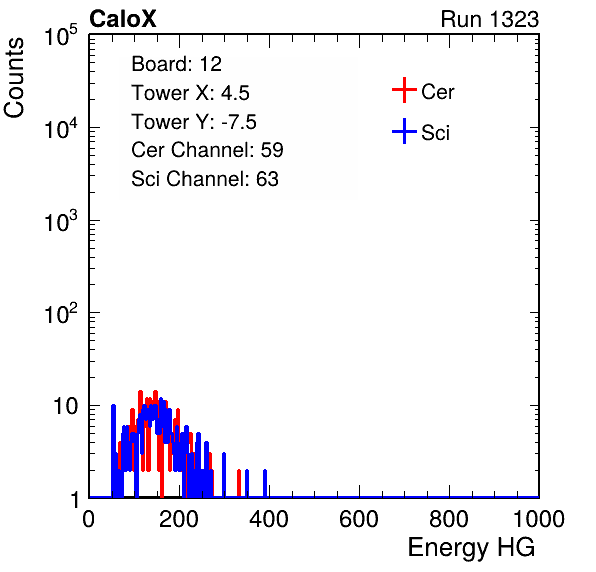 CaloX Run 1323
Counts
10^5
10^4
10^3
10^2
10
1
Board: 12
Tower X: 4.5
Tower Y: -7.5
Cer Channel: 59
Sci Channel: 63
Cer
Sci
0 200 400 600 800 1000
Energy HG